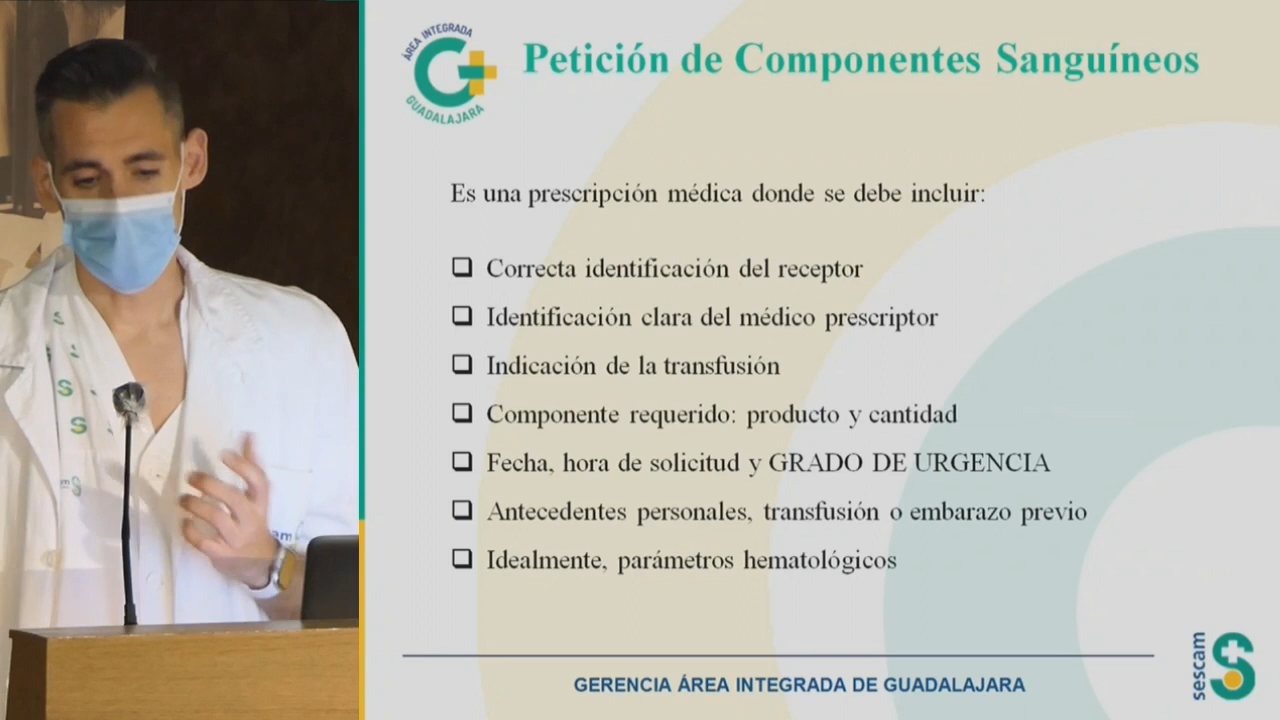 ÁREA INTEGRADA
GUADALAJARA
Petición de Componentes Sanguíneos
Es una prescripción médica donde se debe incluir:
❑ Correcta identificación del receptor
❑ Identificación clara del médico prescriptor
❑ Indicación de la transfusión
❑ Componente requerido: producto y cantidad
❑ Fecha, hora de solicitud y GRADO DE URGENCIA
❑ Antecedentes personales, transfusión o embarazo previo
❑ Idealmente, parámetros hematológicos
GERENCIA ÁREA INTEGRADA DE GUADALAJARA
sescam